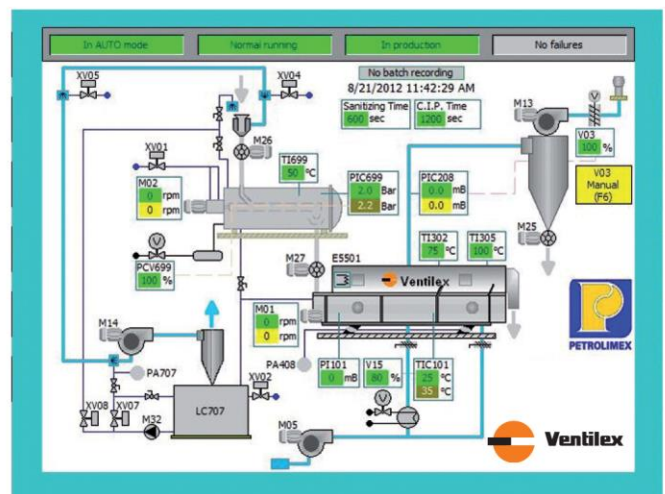 In AUTO mode
Normal running
In production
No failures
No batch recording
8/21/2012 11:42:29 AM
Sanitizing Time
600 sec
C.I.P. Time
1200 sec
XV05
XV04
M13
V
V03
100 %
V03
Manual
(F6)
M26
TI699
50 °C
XV01
M02
0 rpm
0 rpm
PIC699
2.0 Bar
2.2 Bar
PIC208
0.0 mB
0.0 mB
V
PCV699
100 %
M25
TI302
75 °C
TI305
100 °C
M27
E5501
Ventilex
M01
0 rpm
0 rpm
M14
PETROLIMEX
PA707
PA408
PI101
0 mB
V15
80 %
TIC101
25 °C
35 °C
XV02
LC707
V
XV08
XV07
M32
M05
Ventilex